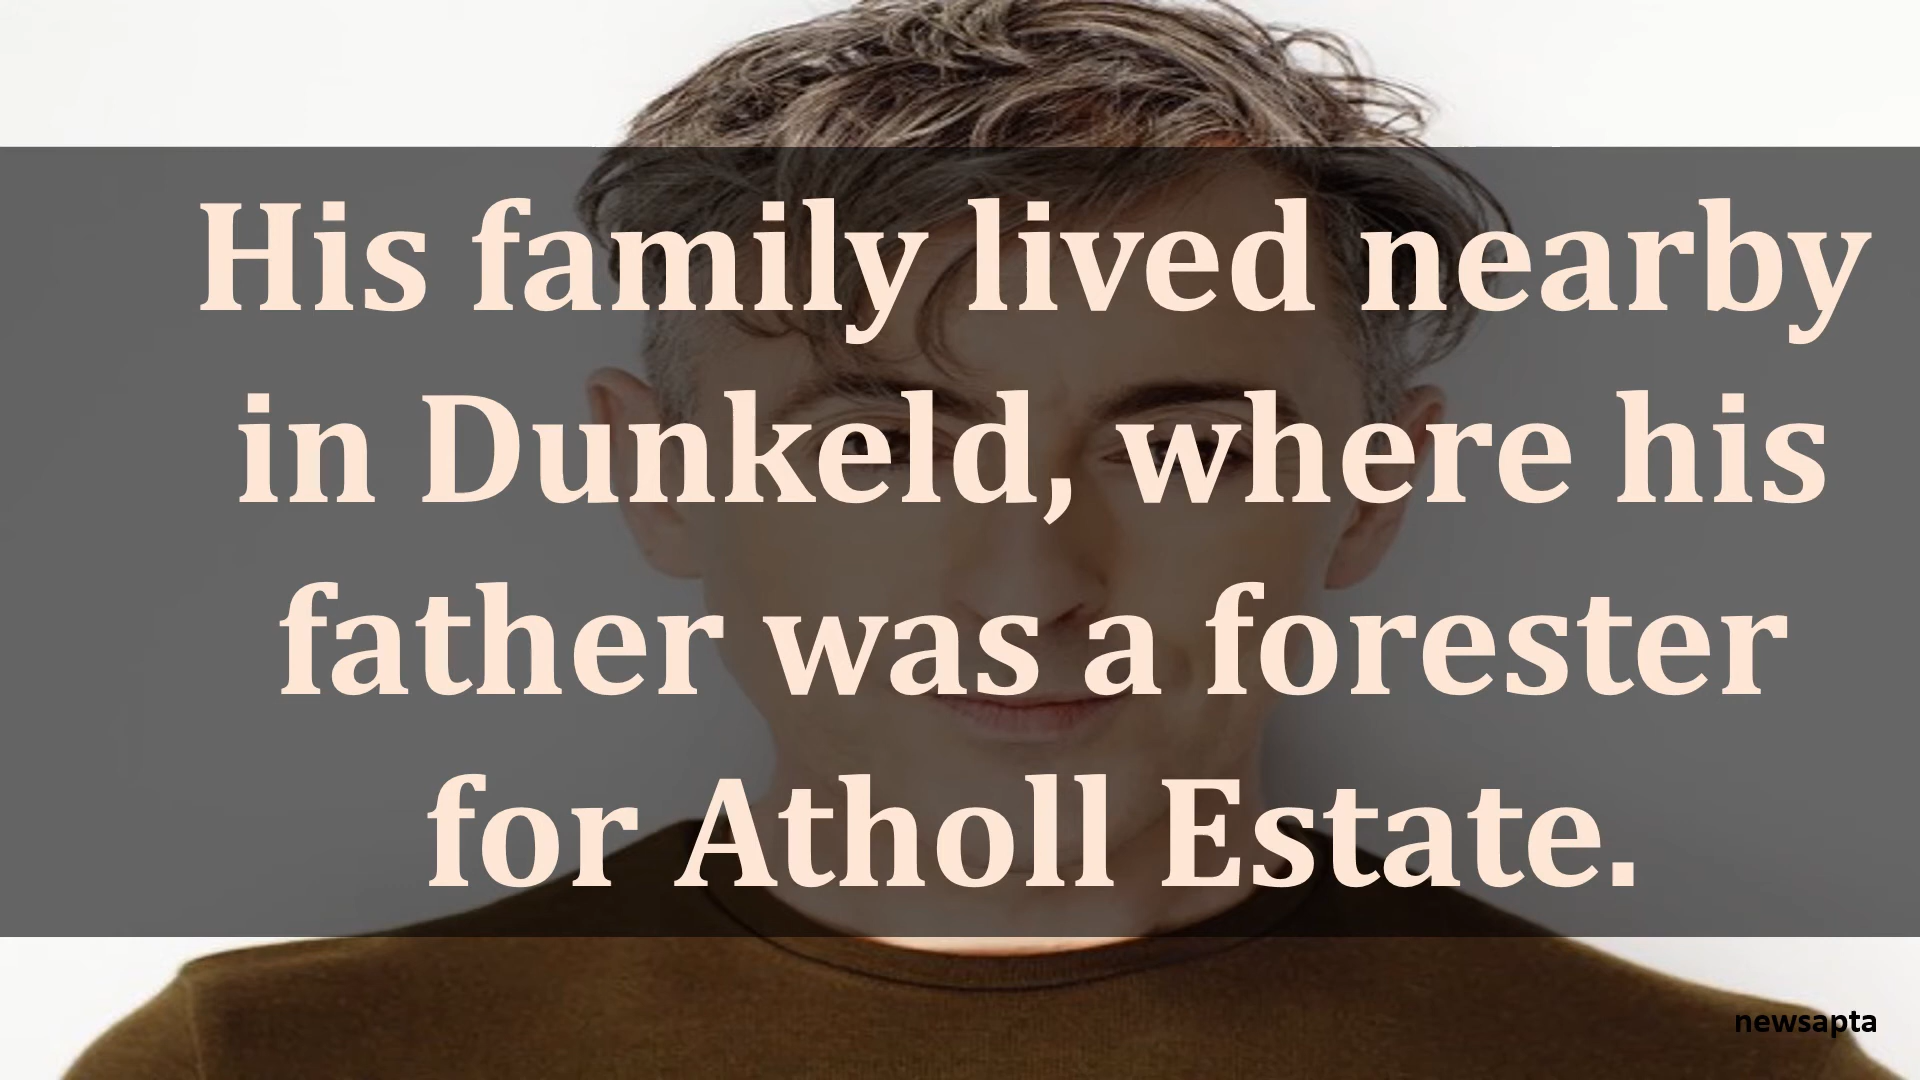 His family lived nearby
in Dunkeld, where his
father was a forester
for Atholl Estate.
newsapta